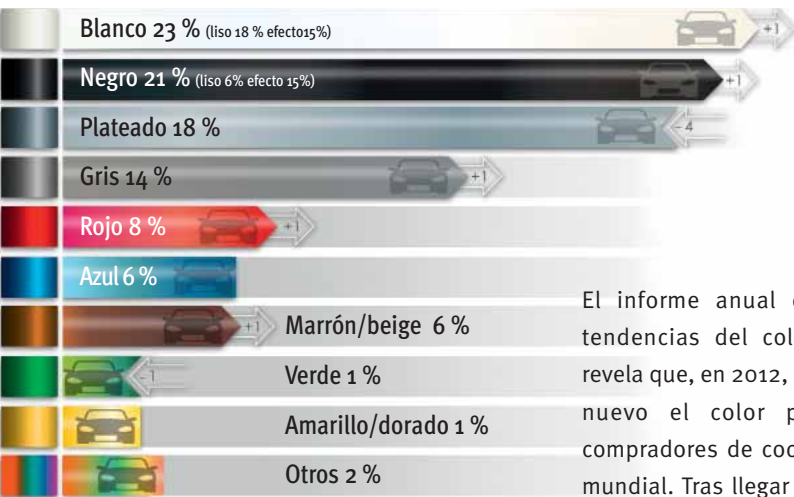 Blanco 23 % (liso 18 % efecto15%)
+1
Negro 21 % (liso 6% efecto 15%)
+1
Plateado 18 %
- 4
Gris 14 %
+1
Rojo 8 %
+1
Azul 6 %
+1
Marrón/beige 6 %
-1
Verde 1 %
Amarillo/dorado 1 %
Otros 2 %
El informe anual
tendencias del
revela que, en 2012,
nuevo el color
compradores de
mundial. Tras llegar